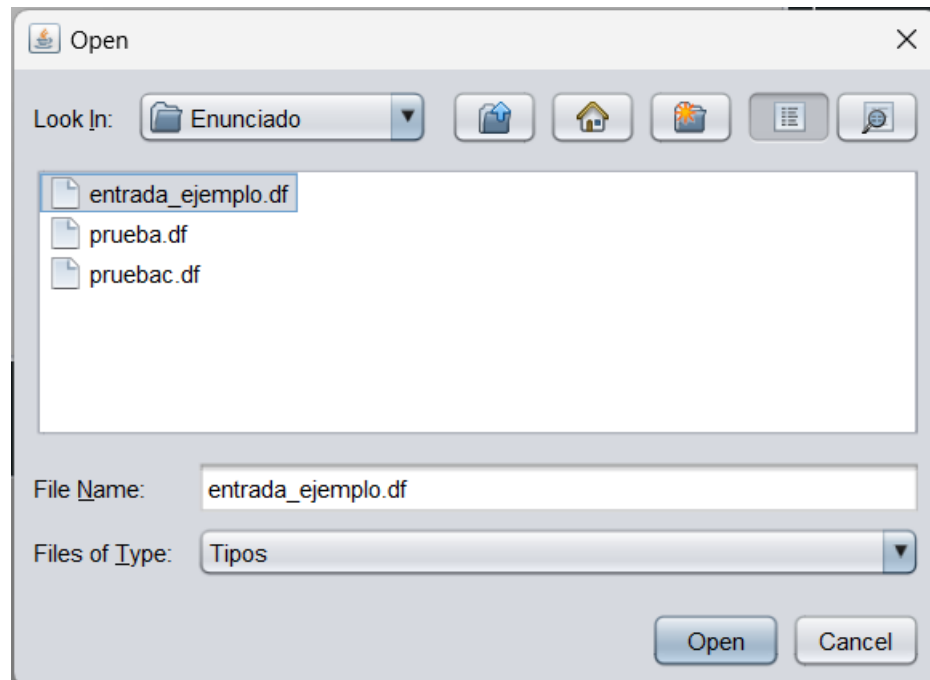 Open
Look In: Enunciado
entrada_ejemplo.df
prueba.df
pruebac.df
File Name: entrada_ejemplo.df
Files of Type: Tipos
Open Cancel